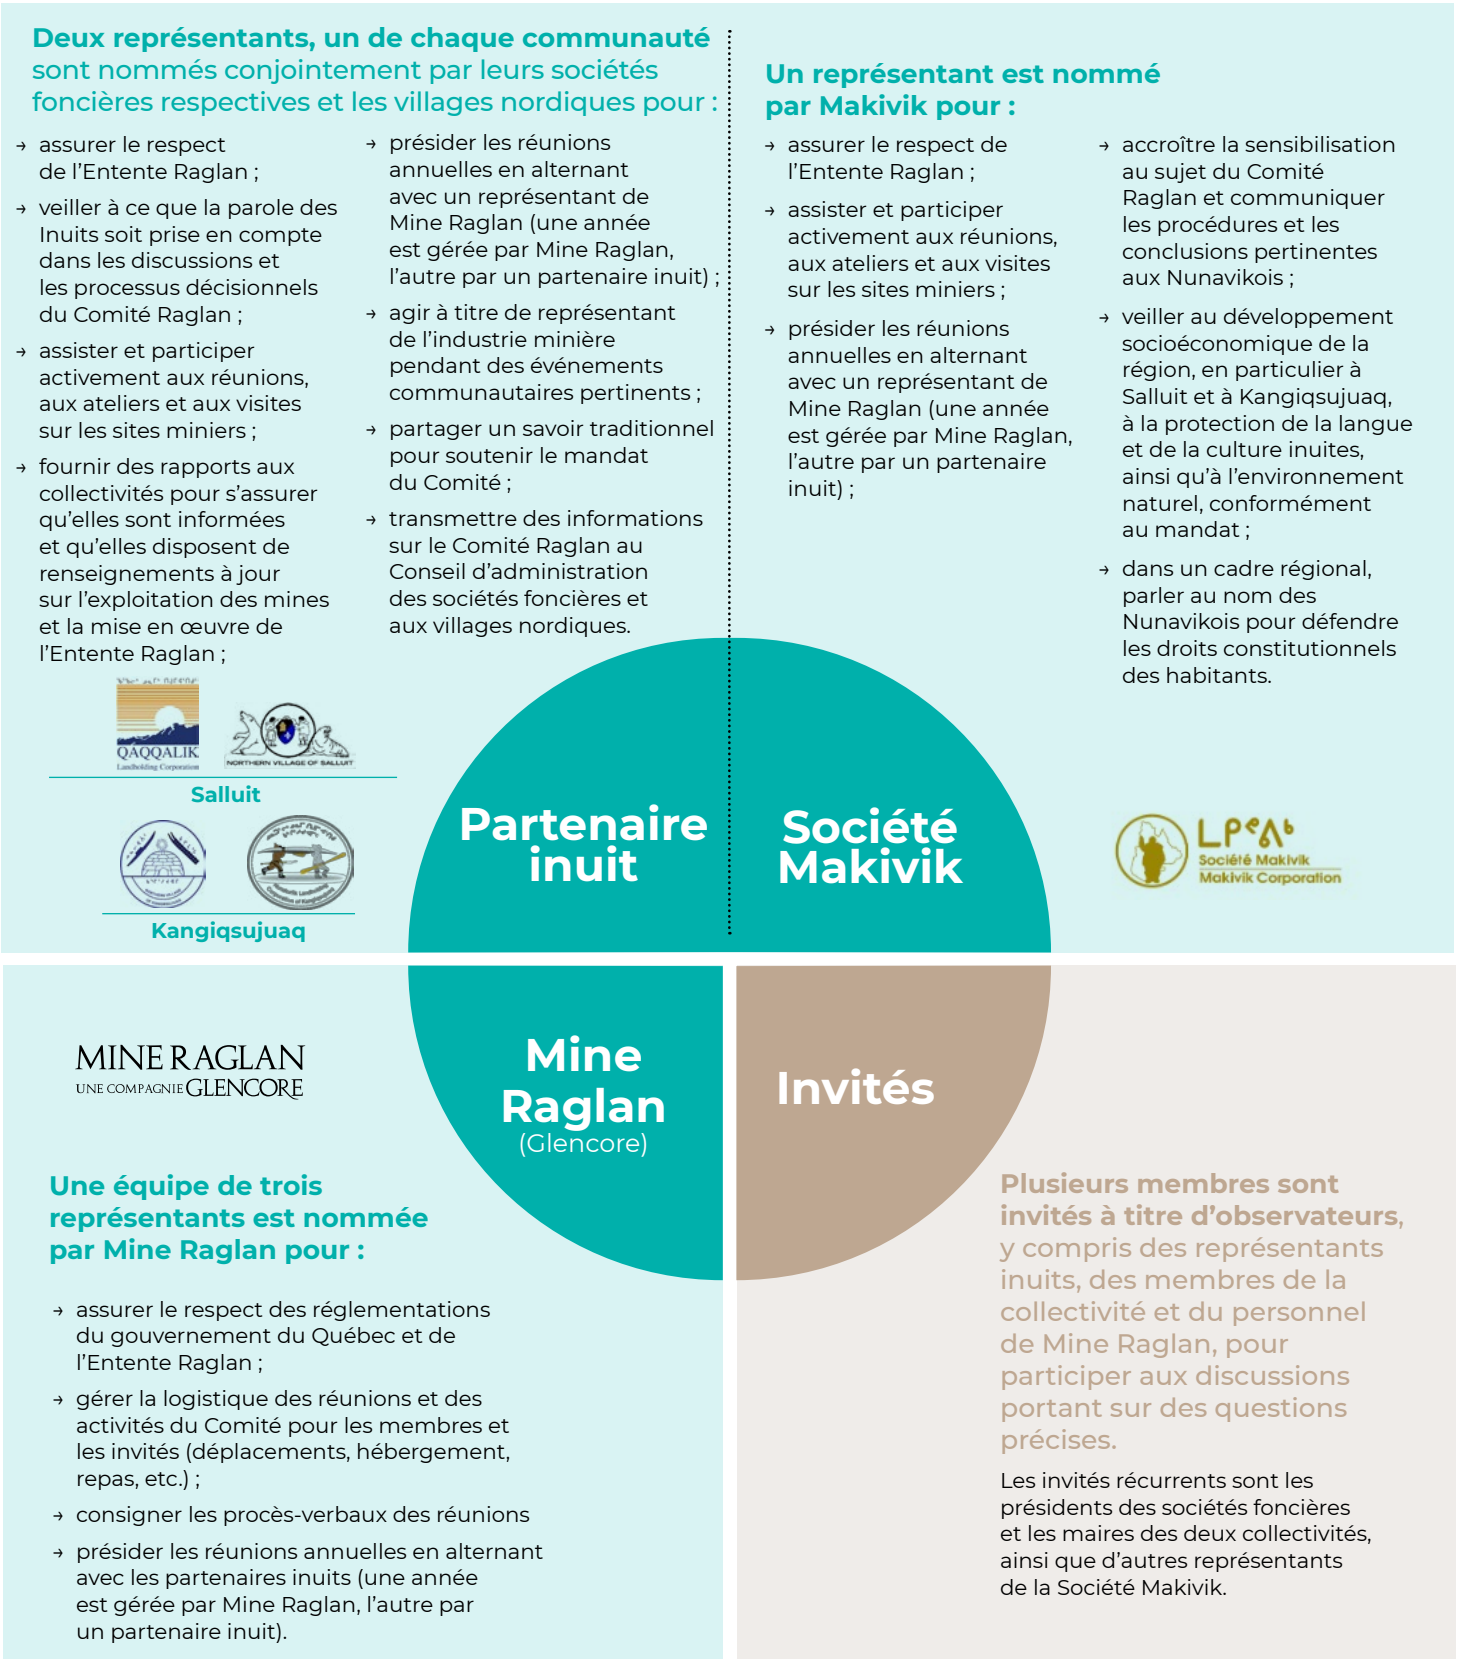 Deux représentants, un de chaque communauté
sont nommés conjointement par leurs sociétés
foncières respectives et les villages nordiques pour :
→ assurer le respect
de l’Entente Raglan ;
→ veiller à ce que la parole des
Inuits soit prise en compte
dans les discussions et
les processus décisionnels
du Comité Raglan ;
→ assister et participer
activement aux réunions,
aux ateliers et aux visites
sur les sites miniers ;
→ fournir des rapports aux
collectivités pour s’assurer
qu’elles sont informées
et qu’elles disposent de
renseignements à jour
sur l’exploitation des mines
et la mise en œuvre de
l’Entente Raglan ;
→ présider les réunions
annuelles en alternant
avec un représentant de
Mine Raglan (une année
est gérée par Mine Raglan,
l’autre par un partenaire inuit) ;
→ agir à titre de représentant
de l’industrie minière
pendant des événements
communautaires pertinents ;
→ partager un savoir traditionnel
pour soutenir le mandat
du Comité ;
→ transmettre des informations
sur le Comité Raglan au
Conseil d’administration
des sociétés foncières et
aux villages nordiques.
QAQQALIK
Landholding Corporation
NORTHERN VILLAGE OF SALLUIT
Salluit
Kangiqsujuaq
Partenaire
inuit
Un représentant est nommé
par Makivik pour :
→ assurer le respect de
l’Entente Raglan ;
→ assister et participer
activement aux réunions,
aux ateliers et aux visites
sur les sites miniers ;
→ présider les réunions
annuelles en alternant
avec un représentant de
Mine Raglan (une année
est gérée par Mine Raglan,
l’autre par un partenaire
inuit) ;
→ accroître la sensibilisation
au sujet du Comité
Raglan et communiquer
les procédures et les
conclusions pertinentes
aux Nunavikois ;
→ veiller au développement
socioéconomique de la
région, en particulier à
Salluit et à Kangiqsujuaq,
à la protection de la langue
et de la culture inuites,
ainsi qu’à l’environnement
naturel, conformément
au mandat ;
→ dans un cadre régional,
parler au nom des
Nunavikois pour défendre
les droits constitutionnels
des habitants.
Société
Makivik
ᒪᑭᕝᕕᒃ
Société Makivik
Makivik Corporation
MINE RAGLAN
UNE COMPAGNIE GLENCORE
Mine
Raglan
(Glencore)
Une équipe de trois
représentants est nommée
par Mine Raglan pour :
→ assurer le respect des réglementations
du gouvernement du Québec et de
l’Entente Raglan ;
→ gérer la logistique des réunions et des
activités du Comité pour les membres et
les invités (déplacements, hébergement,
repas, etc.) ;
→ consigner les procès-verbaux des réunions
→ présider les réunions annuelles en alternant
avec les partenaires inuits (une année
est gérée par Mine Raglan, l’autre par
un partenaire inuit).
Invités
Plusieurs membres sont
invités à titre d’observateurs,
y compris des représentants
inuits, des membres de la
collectivité et du personnel
de Mine Raglan, pour
participer aux discussions
portant sur des questions
précises.
Les invités récurrents sont les
présidents des sociétés foncières
et les maires des deux collectivités,
ainsi que d’autres représentants
de la Société Makivik.